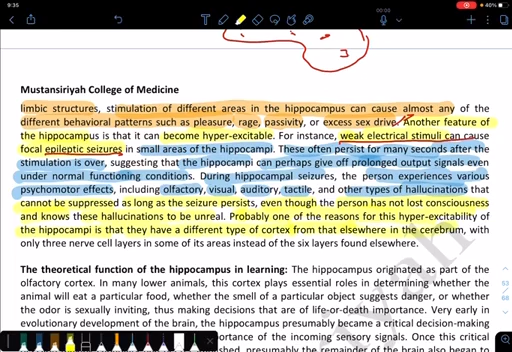 9:35
00:00
40%
Mustansiriyah College of Medicine
limbic structures, stimulation of different areas in the hippocampus can cause almost any of the
different behavioral patterns such as pleasure, rage, passivity, or excess sex drive. Another feature
of the hippocampus is that it can become hyper-excitable. For instance, weak electrical stimuli can cause
focal epileptic seizures in small areas of the hippocampi. These often persist for many seconds after the
stimulation is over, suggesting that the hippocampi can perhaps give off prolonged output signals even
under normal functioning conditions. During hippocampal seizures, the person experiences various
psychomotor effects, including olfactory, visual, auditory, tactile, and other types of hallucinations that
cannot be suppressed as long as the seizure persists, even though the person has not lost consciousness
and knows these hallucinations to be unreal. Probably one of the reasons for this hyper-excitability of
the hippocampi is that they have a different type of cortex from that elsewhere in the cerebrum, with
only three nerve cell layers in some of its areas instead of the six layers found elsewhere.
The theoretical function of the hippocampus in learning: The hippocampus originated as part of the
olfactory cortex. In many lower animals, this cortex plays essential roles in determining whether the
animal will eat a particular food, whether the smell of a particular object suggests danger, or whether
the odor is sexually inviting, thus making decisions that are of life-or-death importance. Very early in
evolutionary development of the brain, the hippocampus presumably became a critical decision-making
portance of the incoming sensory signals. Once this critical
shed, presumably the remainder of the brain also began to
53
68